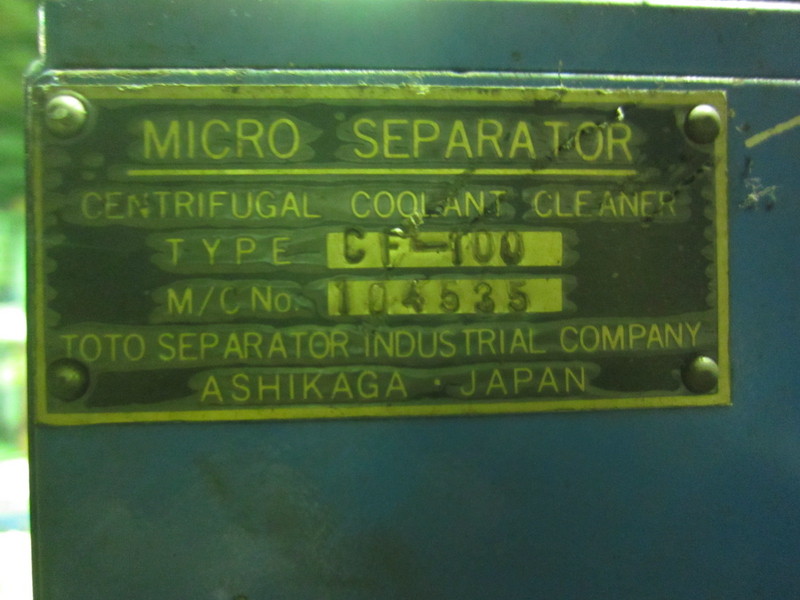 MICRO SEPARATOR
CENTRIFUGAL COOLANT CLEANER
TYPE CF-100
M/C No. 104535
TOTO SEPARATOR INDUSTRIAL COMPANY
ASHIKAGA · JAPAN